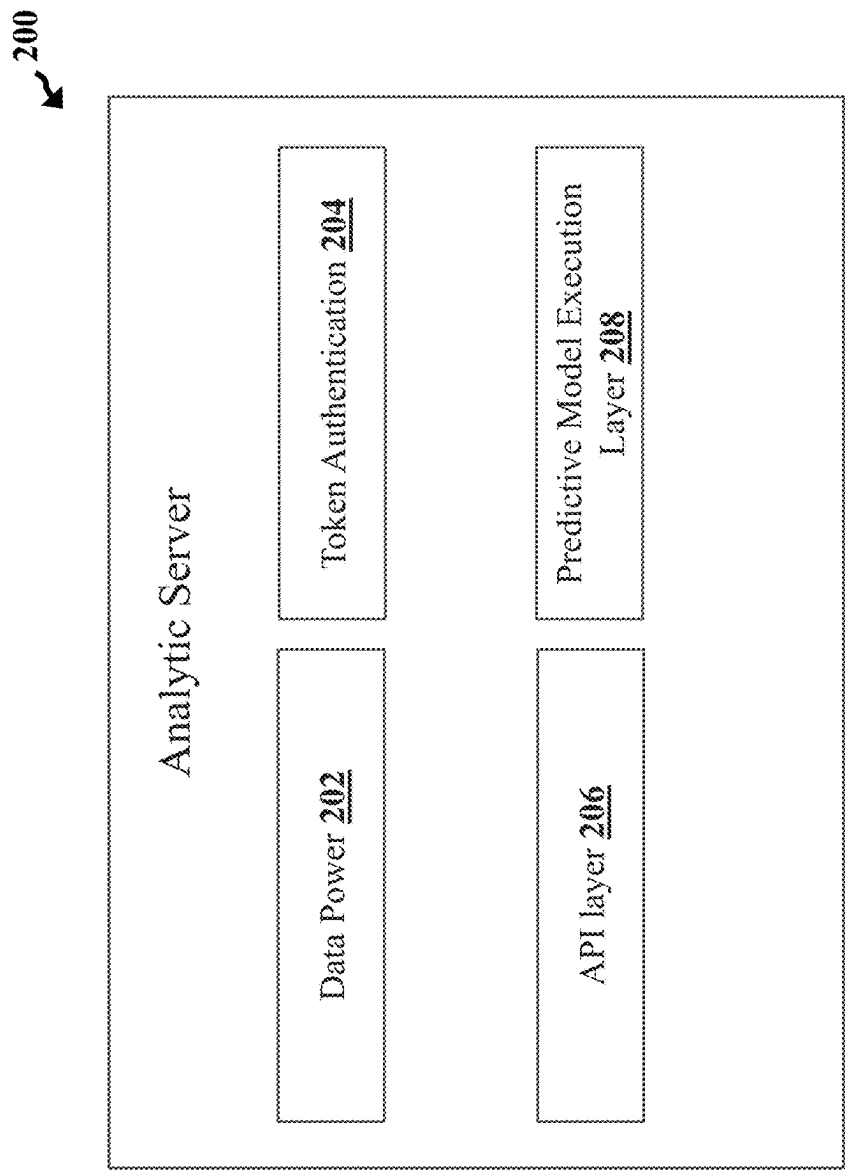 200
Analytic Server
Data Power 202
Token Authentication 204
API layer 206
Predictive Model Execution
Layer 208